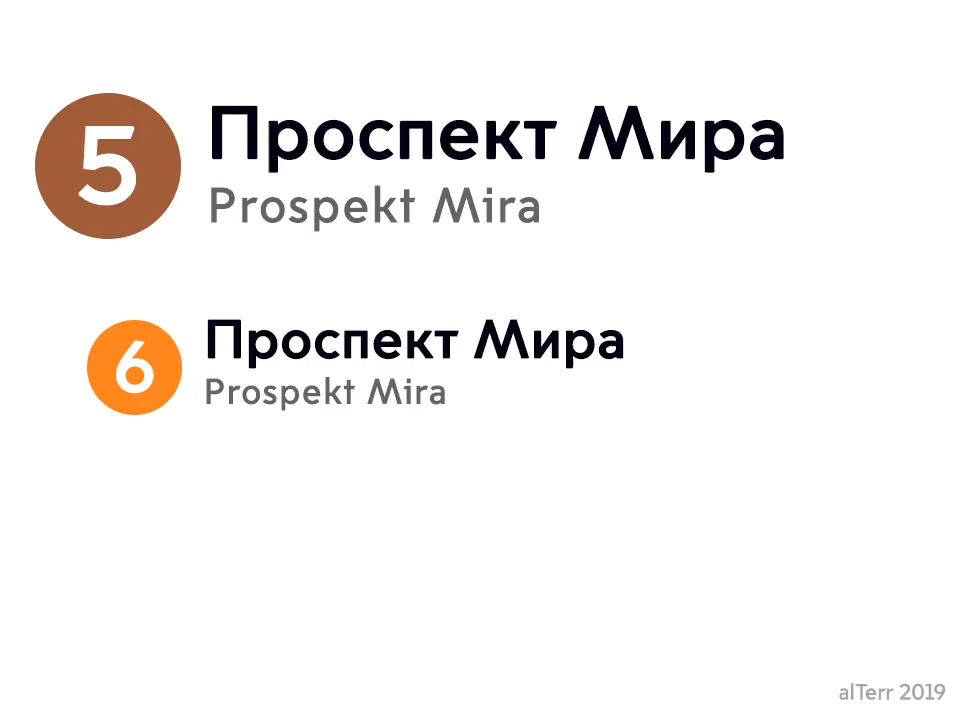 5
Проспект Мира
Prospekt Mira
6
Проспект Мира
Prospekt Mira
alTerr 2019